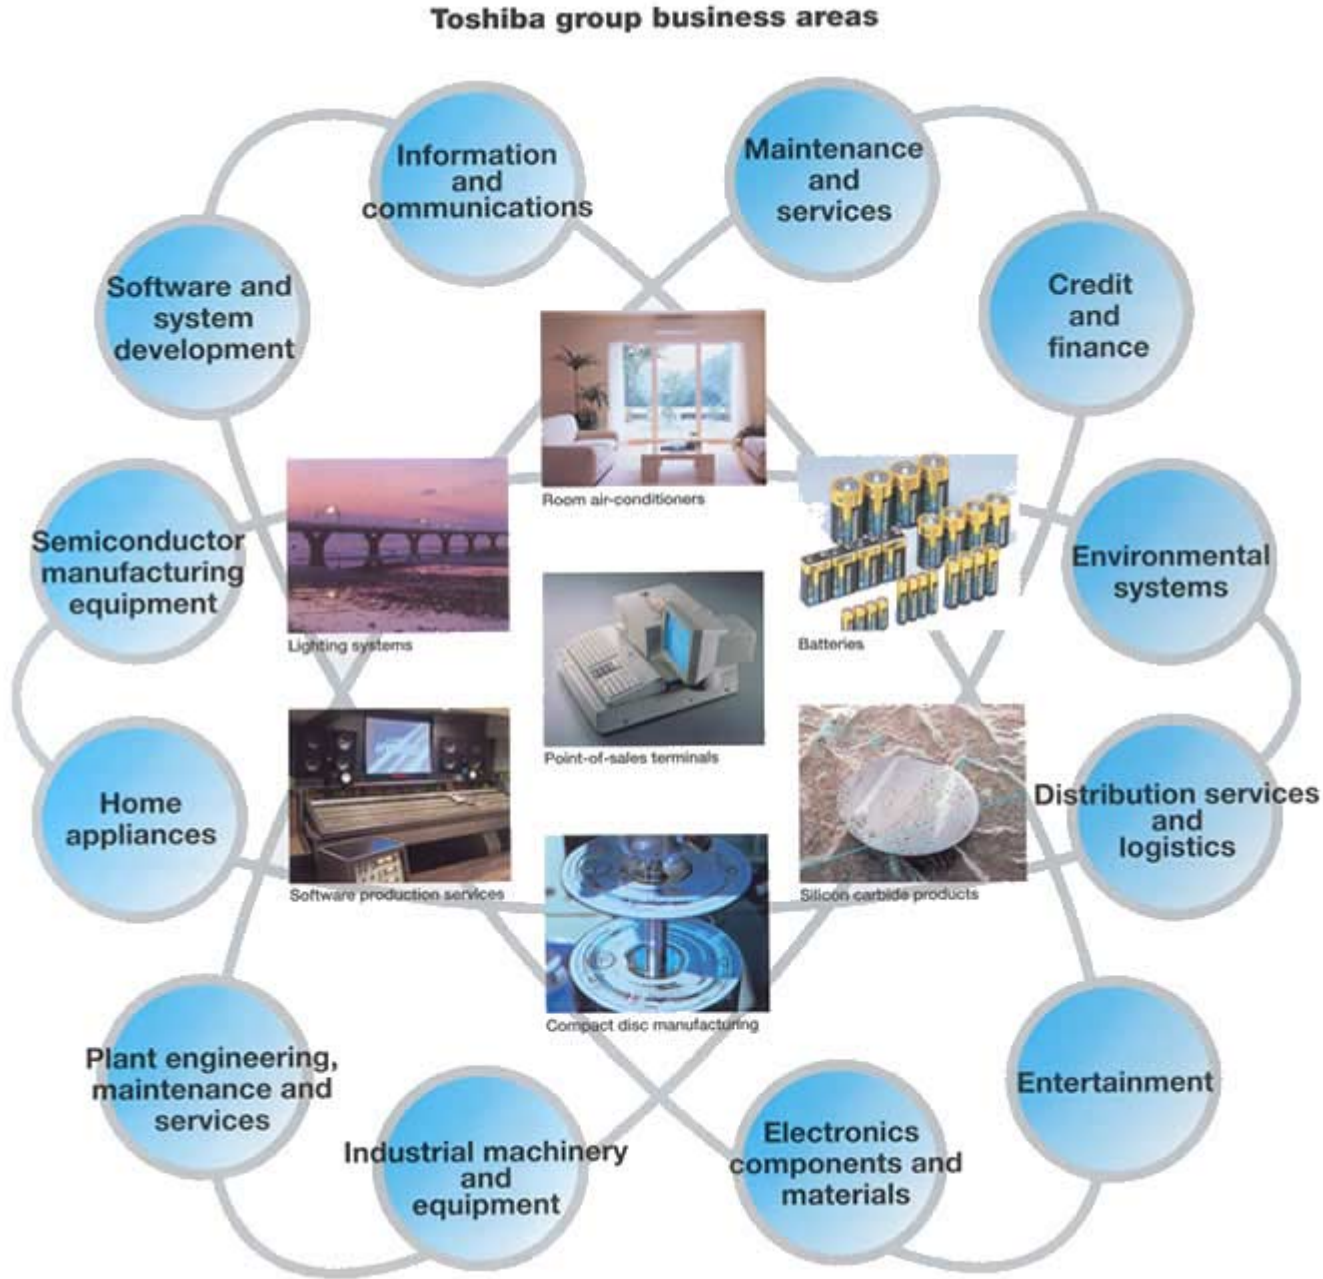 Toshiba group business areas
Information
and
communications
Maintenance
and
services
Software and
system
development
Credit
and
finance
Room air-conditioners
Semiconductor
manufacturing
equipment
Environmental
systems
Lighting systems
Batteries
Point-of-sales terminals
Home
appliances
Distribution services
and
logistics
Software production services
Silicon carbide products
Compact disc manufacturing
Plant engineering,
maintenance and
services
Entertainment
Industrial machinery
and
equipment
Electronics
components and
materials